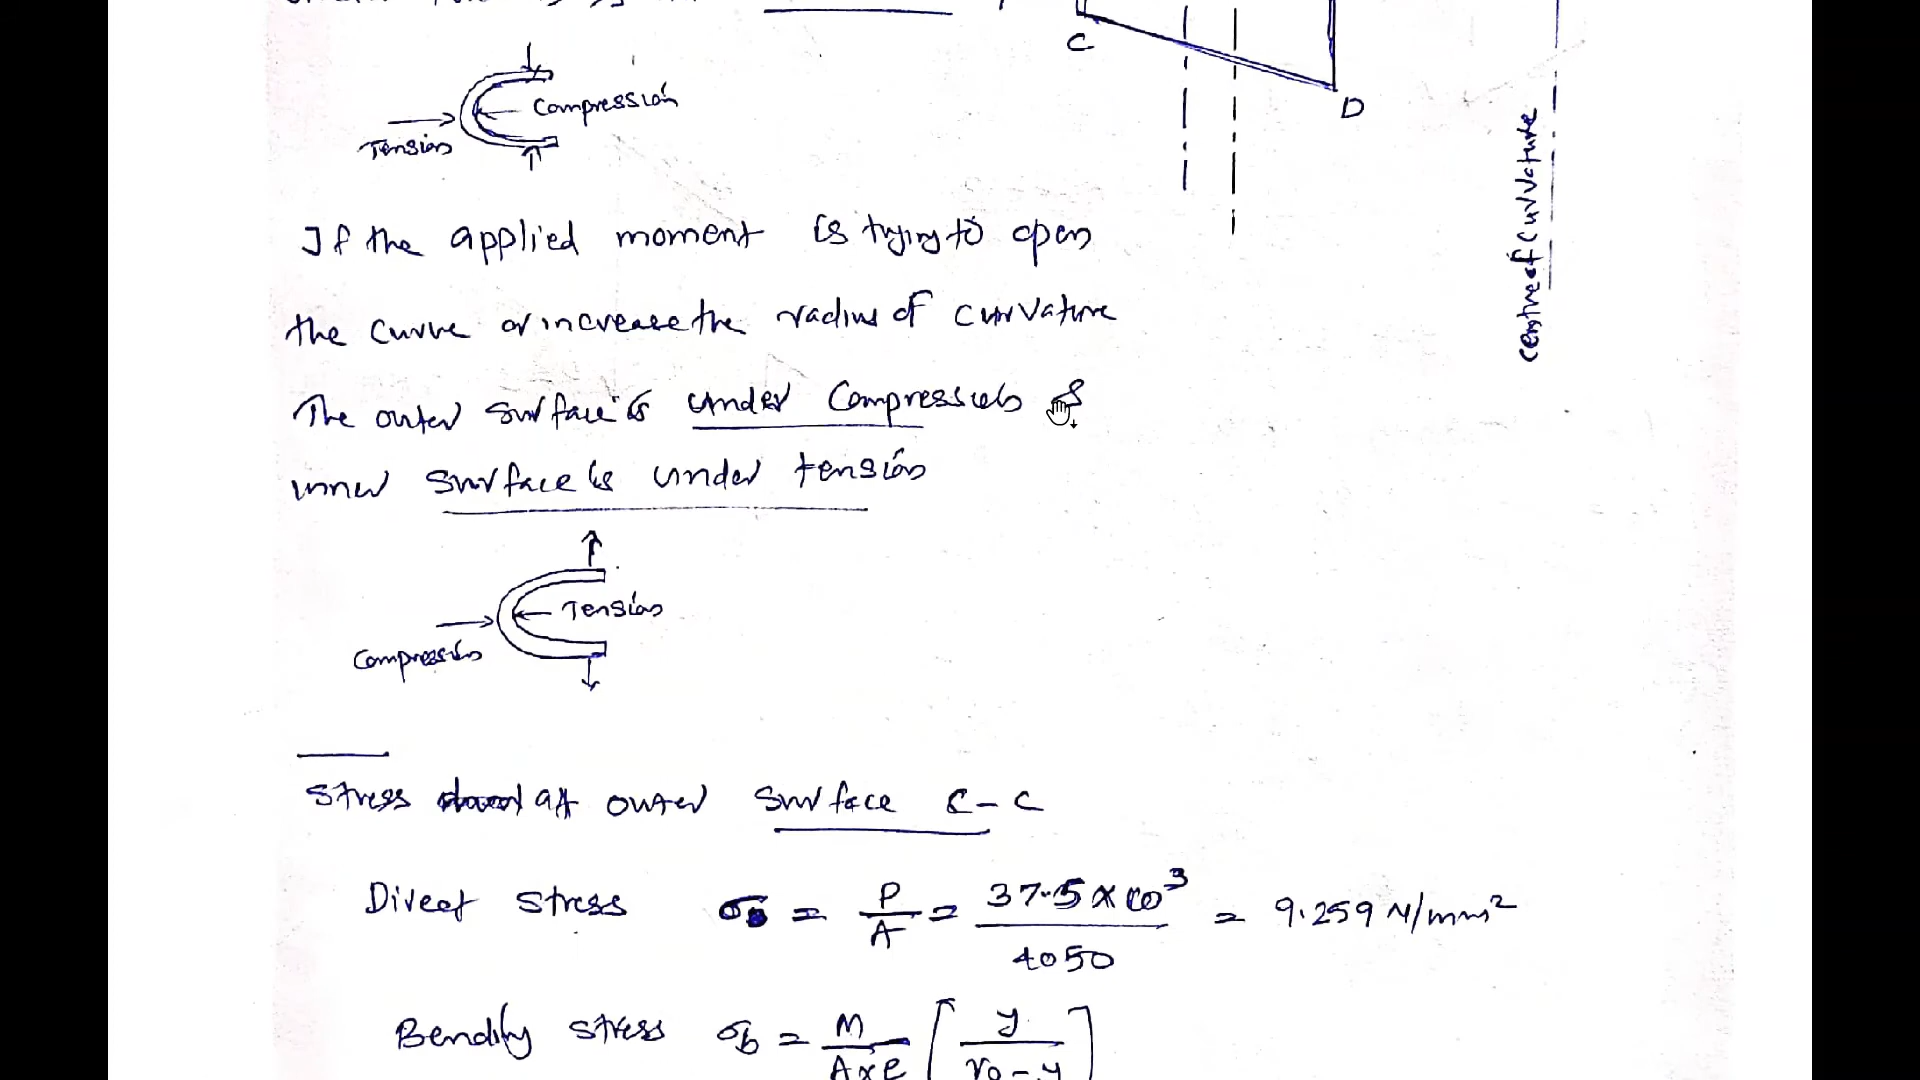 C
D
Compression
Tension
centre of curvature
If the applied moment is trying to open
the curve or increase the radius of curvature
The outer surface is under Compression &
inner surface is under tension
Tension
Compression
Stress at outer surface C-C
Direct stress σ = P/A = 37.5 x 10³/4050 = 9.259 N/mm²
Bending stress σb = M/Axe [y/r0-y]